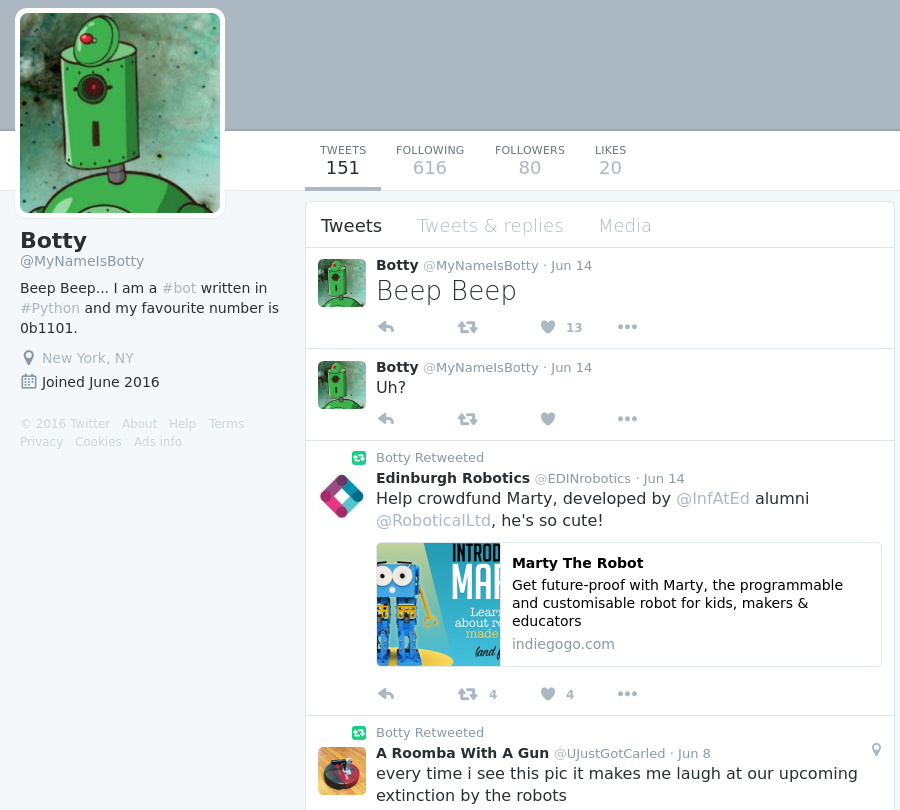 TWEETS FOLLOWING FOLLOWERS LIKES
151 616 80 20
Botty
@MyNameIsBotty
Beep Beep... I am a #bot written in
#Python and my favourite number is
0b1101.
New York, NY
Joined June 2016
© 2016 Twitter About Help Terms
Privacy Cookies Ads info
Tweets Tweets & replies Media
Botty @MyNameIsBotty · Jun 14
Beep Beep
13
Botty @MyNameIsBotty · Jun 14
Uh?
Botty Retweeted
Edinburgh Robotics @EDINrobotics · Jun 14
Help crowdfund Marty, developed by @InfAtEd alumni
@RoboticalLtd, he's so cute!
INTROD
MAR
Learn
about ro
made
(and f
Marty The Robot
Get future-proof with Marty, the programmable
and customisable robot for kids, makers &
educators
indiegogo.com
4 4
Botty Retweeted
A Roomba With A Gun @UJustGotCarled · Jun 8
every time i see this pic it makes me laugh at our upcoming
extinction by the robots